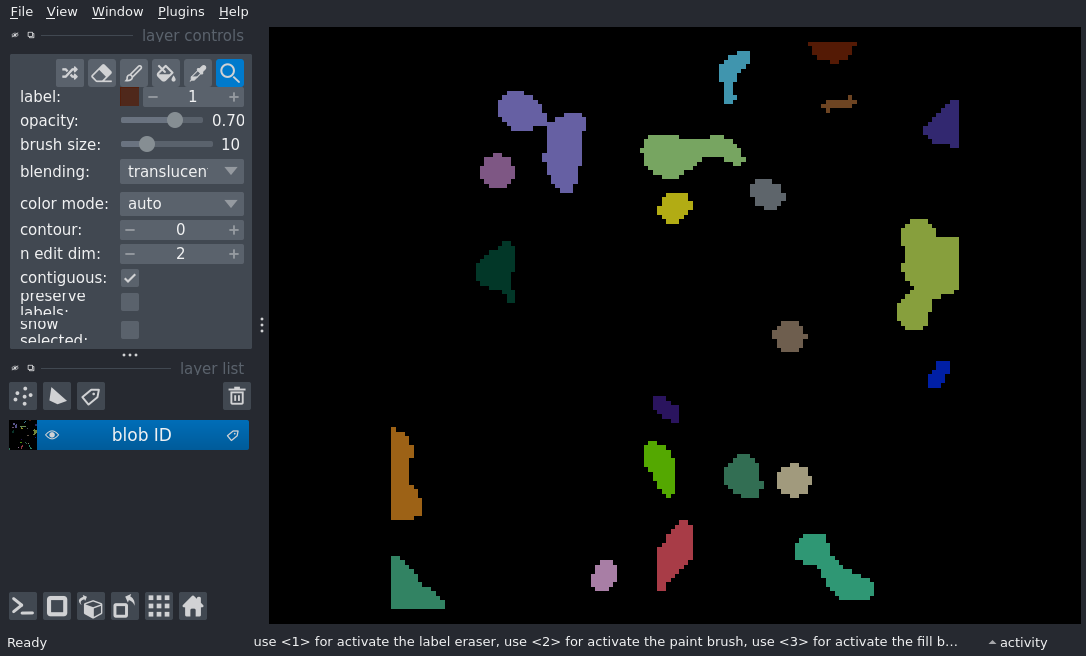 File View Window Plugins Help
layer controls
label: 1
opacity: 0.70
brush size: 10
blending: translucen
color mode: auto
contour: 0
n edit dim: 2
contiguous:
preserve
labels:
show
selected:
layer list
blob ID
Ready use <1> for activate the label eraser, use <2> for activate the paint brush, use <3> for activate the fill b... activity